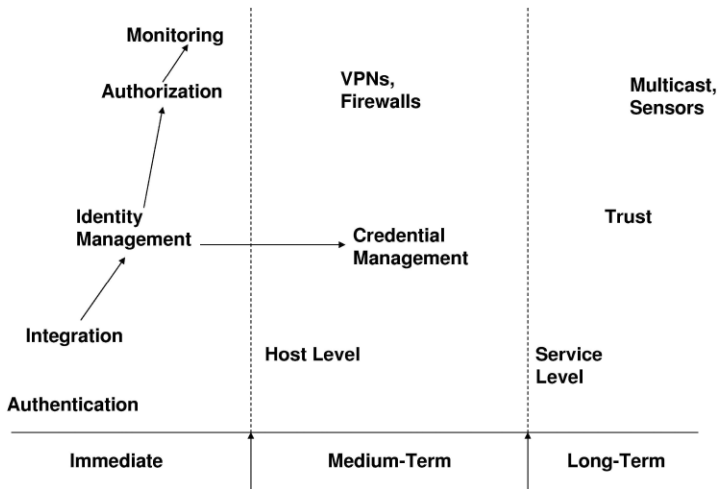 Monitoring
Authorization
VPNs,
Firewalls
Multicast,
Sensors
Identity
Management
Credential
Management
Trust
Integration
Host Level
Service
Level
Authentication
Immediate
Medium-Term
Long-Term